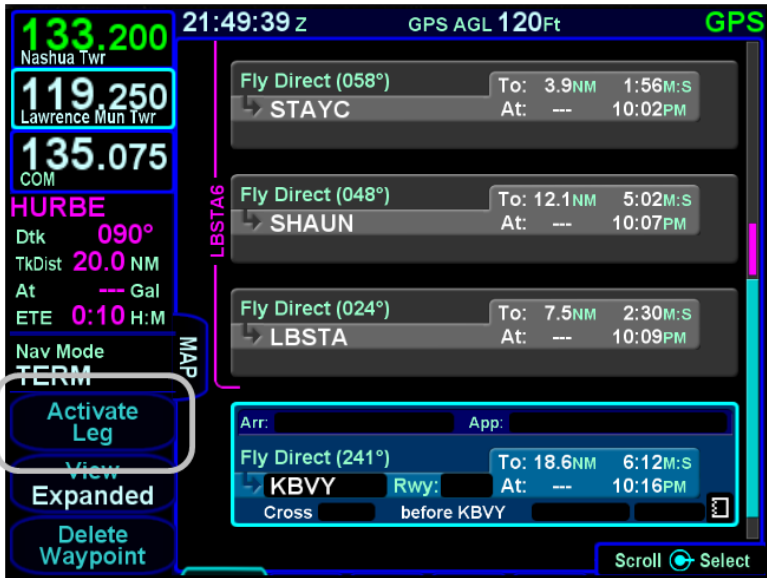 133.200
Nashua Twr
119.250
Lawrence Mun Twr
135.075
COM
HURBE
Dtk 090°
TkDist 20.0 NM
At --- Gal
ETE 0:10 H:M
Nav Mode
TERM
Activate
Leg
View
Expanded
Delete
Waypoint
MAP
21:49:39 Z GPS AGL 120Ft GPS
LBSTA6
Fly Direct (058°) To: 3.9NM 1:56M:S
STAYC At: --- 10:02PM
Fly Direct (048°) To: 12.1NM 5:02M:S
SHAUN At: --- 10:07PM
Fly Direct (024°) To: 7.5NM 2:30M:S
LBSTA At: --- 10:09PM
Arr: App:
Fly Direct (241°) To: 18.6NM 6:12M:S
KBVY Rwy: At: --- 10:16PM
Cross before KBVY
Scroll Select